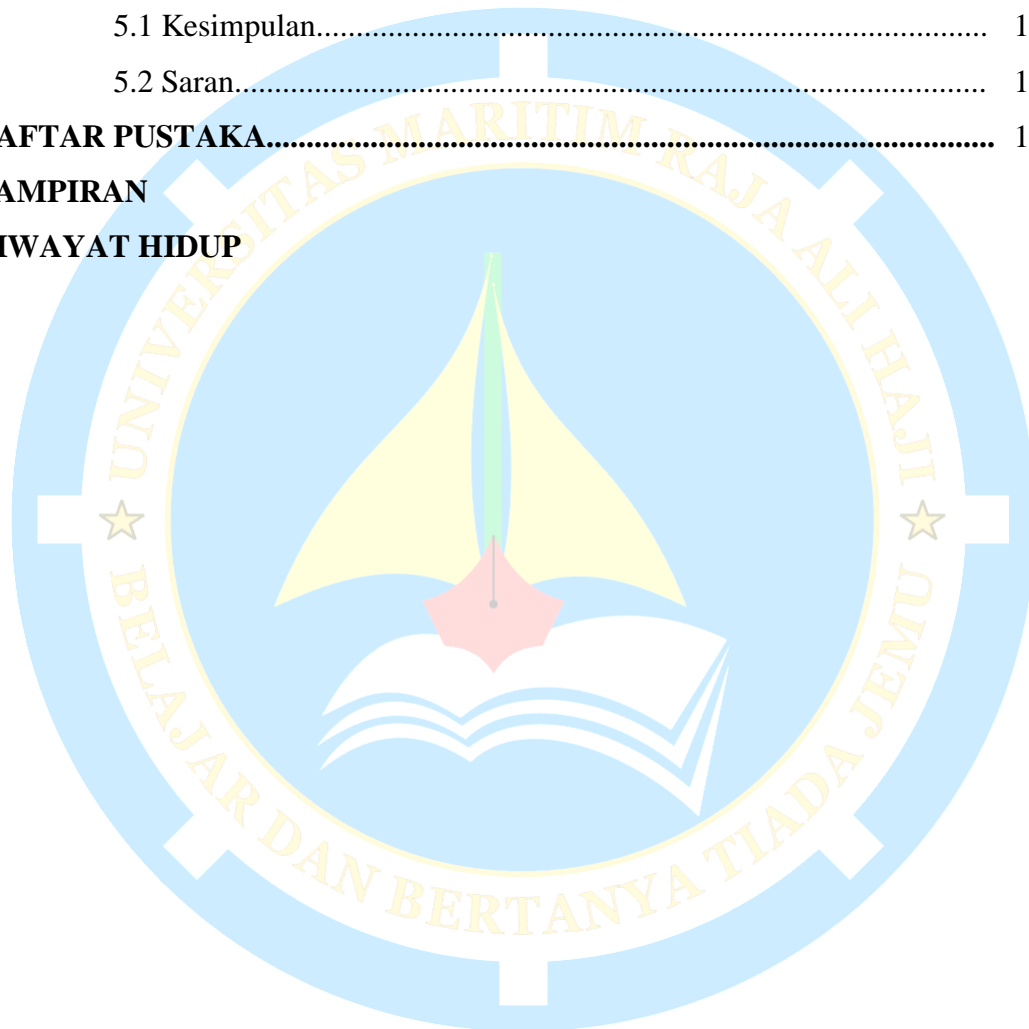 5.1 Kesimpulan.................................................................................... 1
5.2 Saran.............................................................................................. 1
AFTAR PUSTAKA........................................................................................... 1
AMPIRAN
IWAYAT HIDUP
UNIVERSITAS MARITIM RAJA ALI HAJI
BELAJAR DAN BERTANYA TIADA JEMU